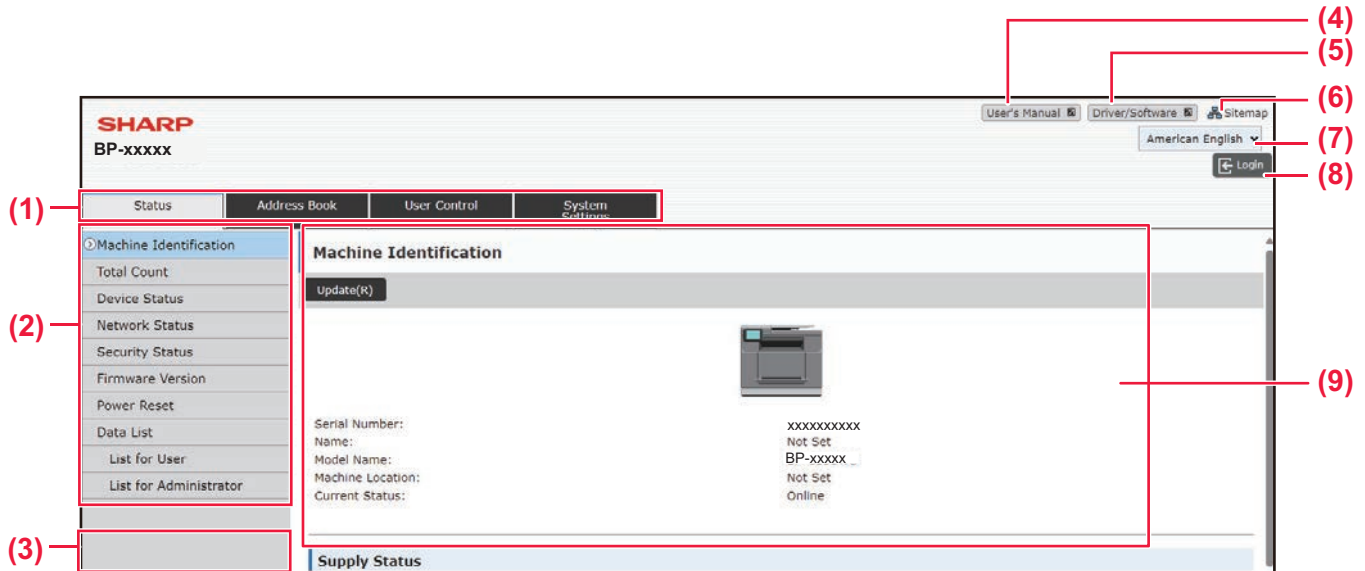 (4)
(5)
(6)
(7)
(8)
SHARP
BP-xxxxx
User's Manual Driver/Software Sitemap
American English
Login
(1)
Status Address Book User Control System Settings
(2)
Machine Identification
Total Count
Device Status
Network Status
Security Status
Firmware Version
Power Reset
Data List
List for User
List for Administrator
(3)
Machine Identification
Update(R)
(9)
Serial Number: xxxxxxxxxx
Name: Not Set
Model Name: BP-xxxxx
Machine Location: Not Set
Current Status: Online
Supply Status